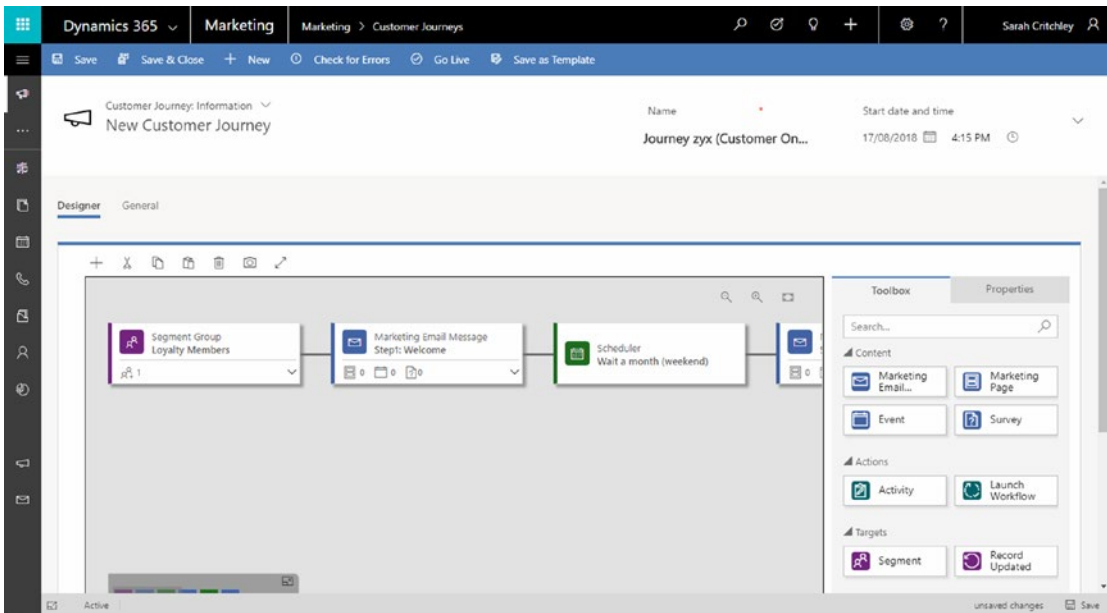 Dynamics 365
Marketing
Marketing > Customer Journeys
Sarah Critchley
Save
Save & Close
New
Check for Errors
Go Live
Save as Template
Customer Journey: Information
New Customer Journey
Name
*
Journey zyx (Customer On...
Start date and time
17/08/2018
4:15 PM
Designer
General
Segment Group
Loyalty Members
1
Marketing Email Message
Step1: Welcome
0 0 0
Scheduler
Wait a month (weekend)
0
Toolbox
Properties
Search...
Content
Marketing
Email...
Marketing
Page
Event
Survey
Actions
Activity
Launch
Workflow
Targets
Segment
Record
Updated
Active
unsaved changes
Save